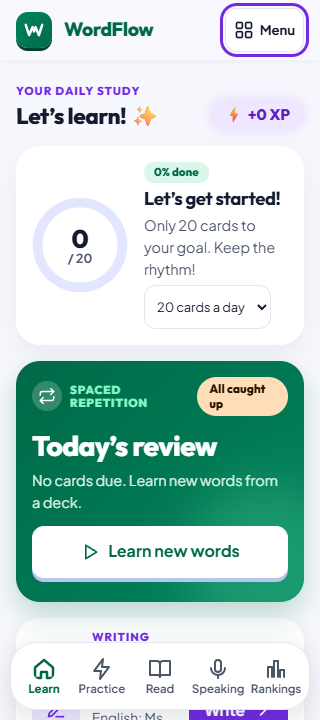 W WordFlow
Menu
YOUR DAILY STUDY
Let's learn! ✨
+0 XP
0% done
Let's get started!
Only 20 cards to
your goal. Keep the
rhythm!
0
/ 20
20 cards a day
SPACED
REPETITION
All caught
up
Today's review
No cards due. Learn new words from
a deck.
Learn new words
WRITING
Learn
Practice
Read
Speaking
Rankings